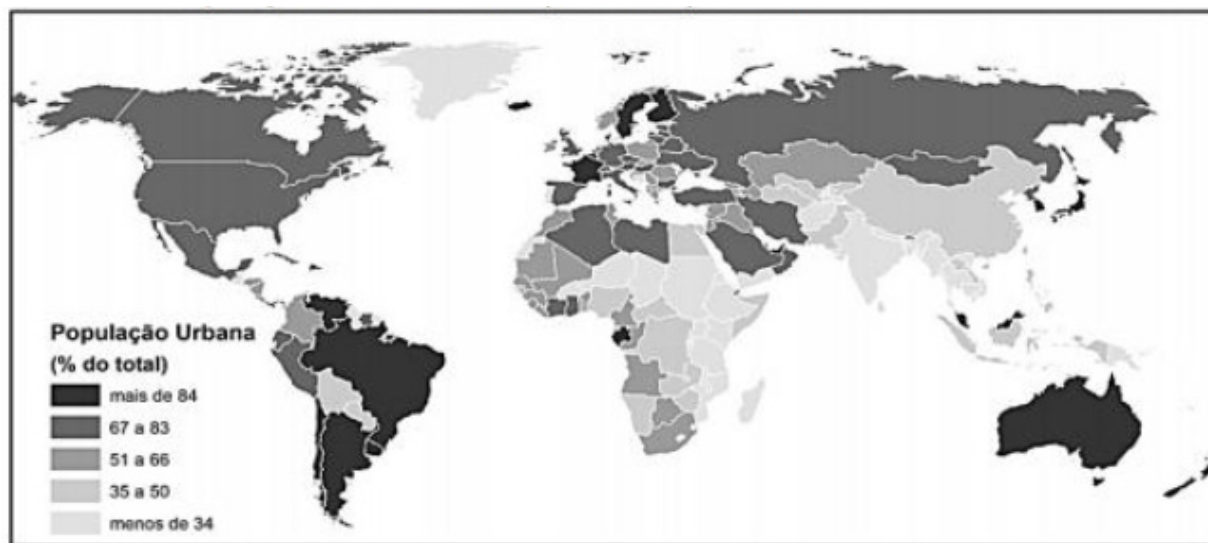 População Urbana
(% do total)
mais de 84
67 a 83
51 a 66
35 a 50
menos de 34